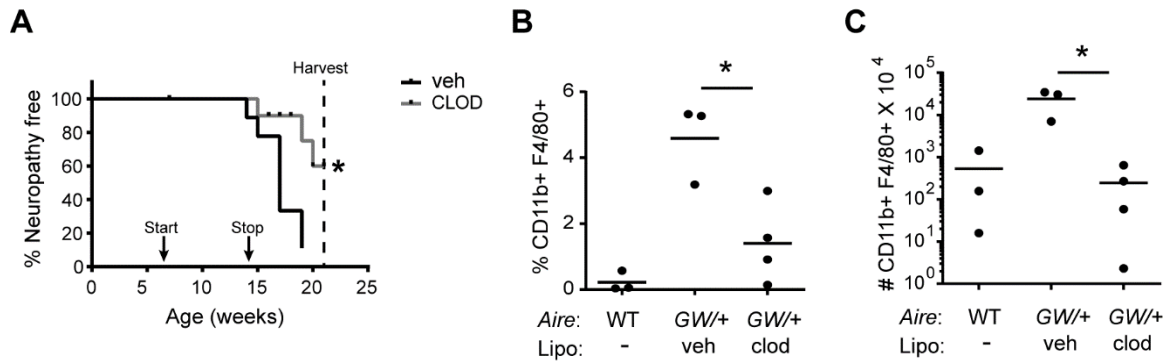 A
% Neuropathy free
100
80
60
40
20
0
0 5 10 15 20 25
Age (weeks)
Start
Stop
Harvest
veh
CLOD
*
B
% CD11b+ F4/80+
6
4
2
0
*
Aire: WT GW/+ GW/+
Lipo: - veh clod
C
# CD11b+ F4/80+ X 10^4
10^5
10^4
10^3
10^2
10^1
10^0
*
Aire: WT GW/+ GW/+
Lipo: - veh clod